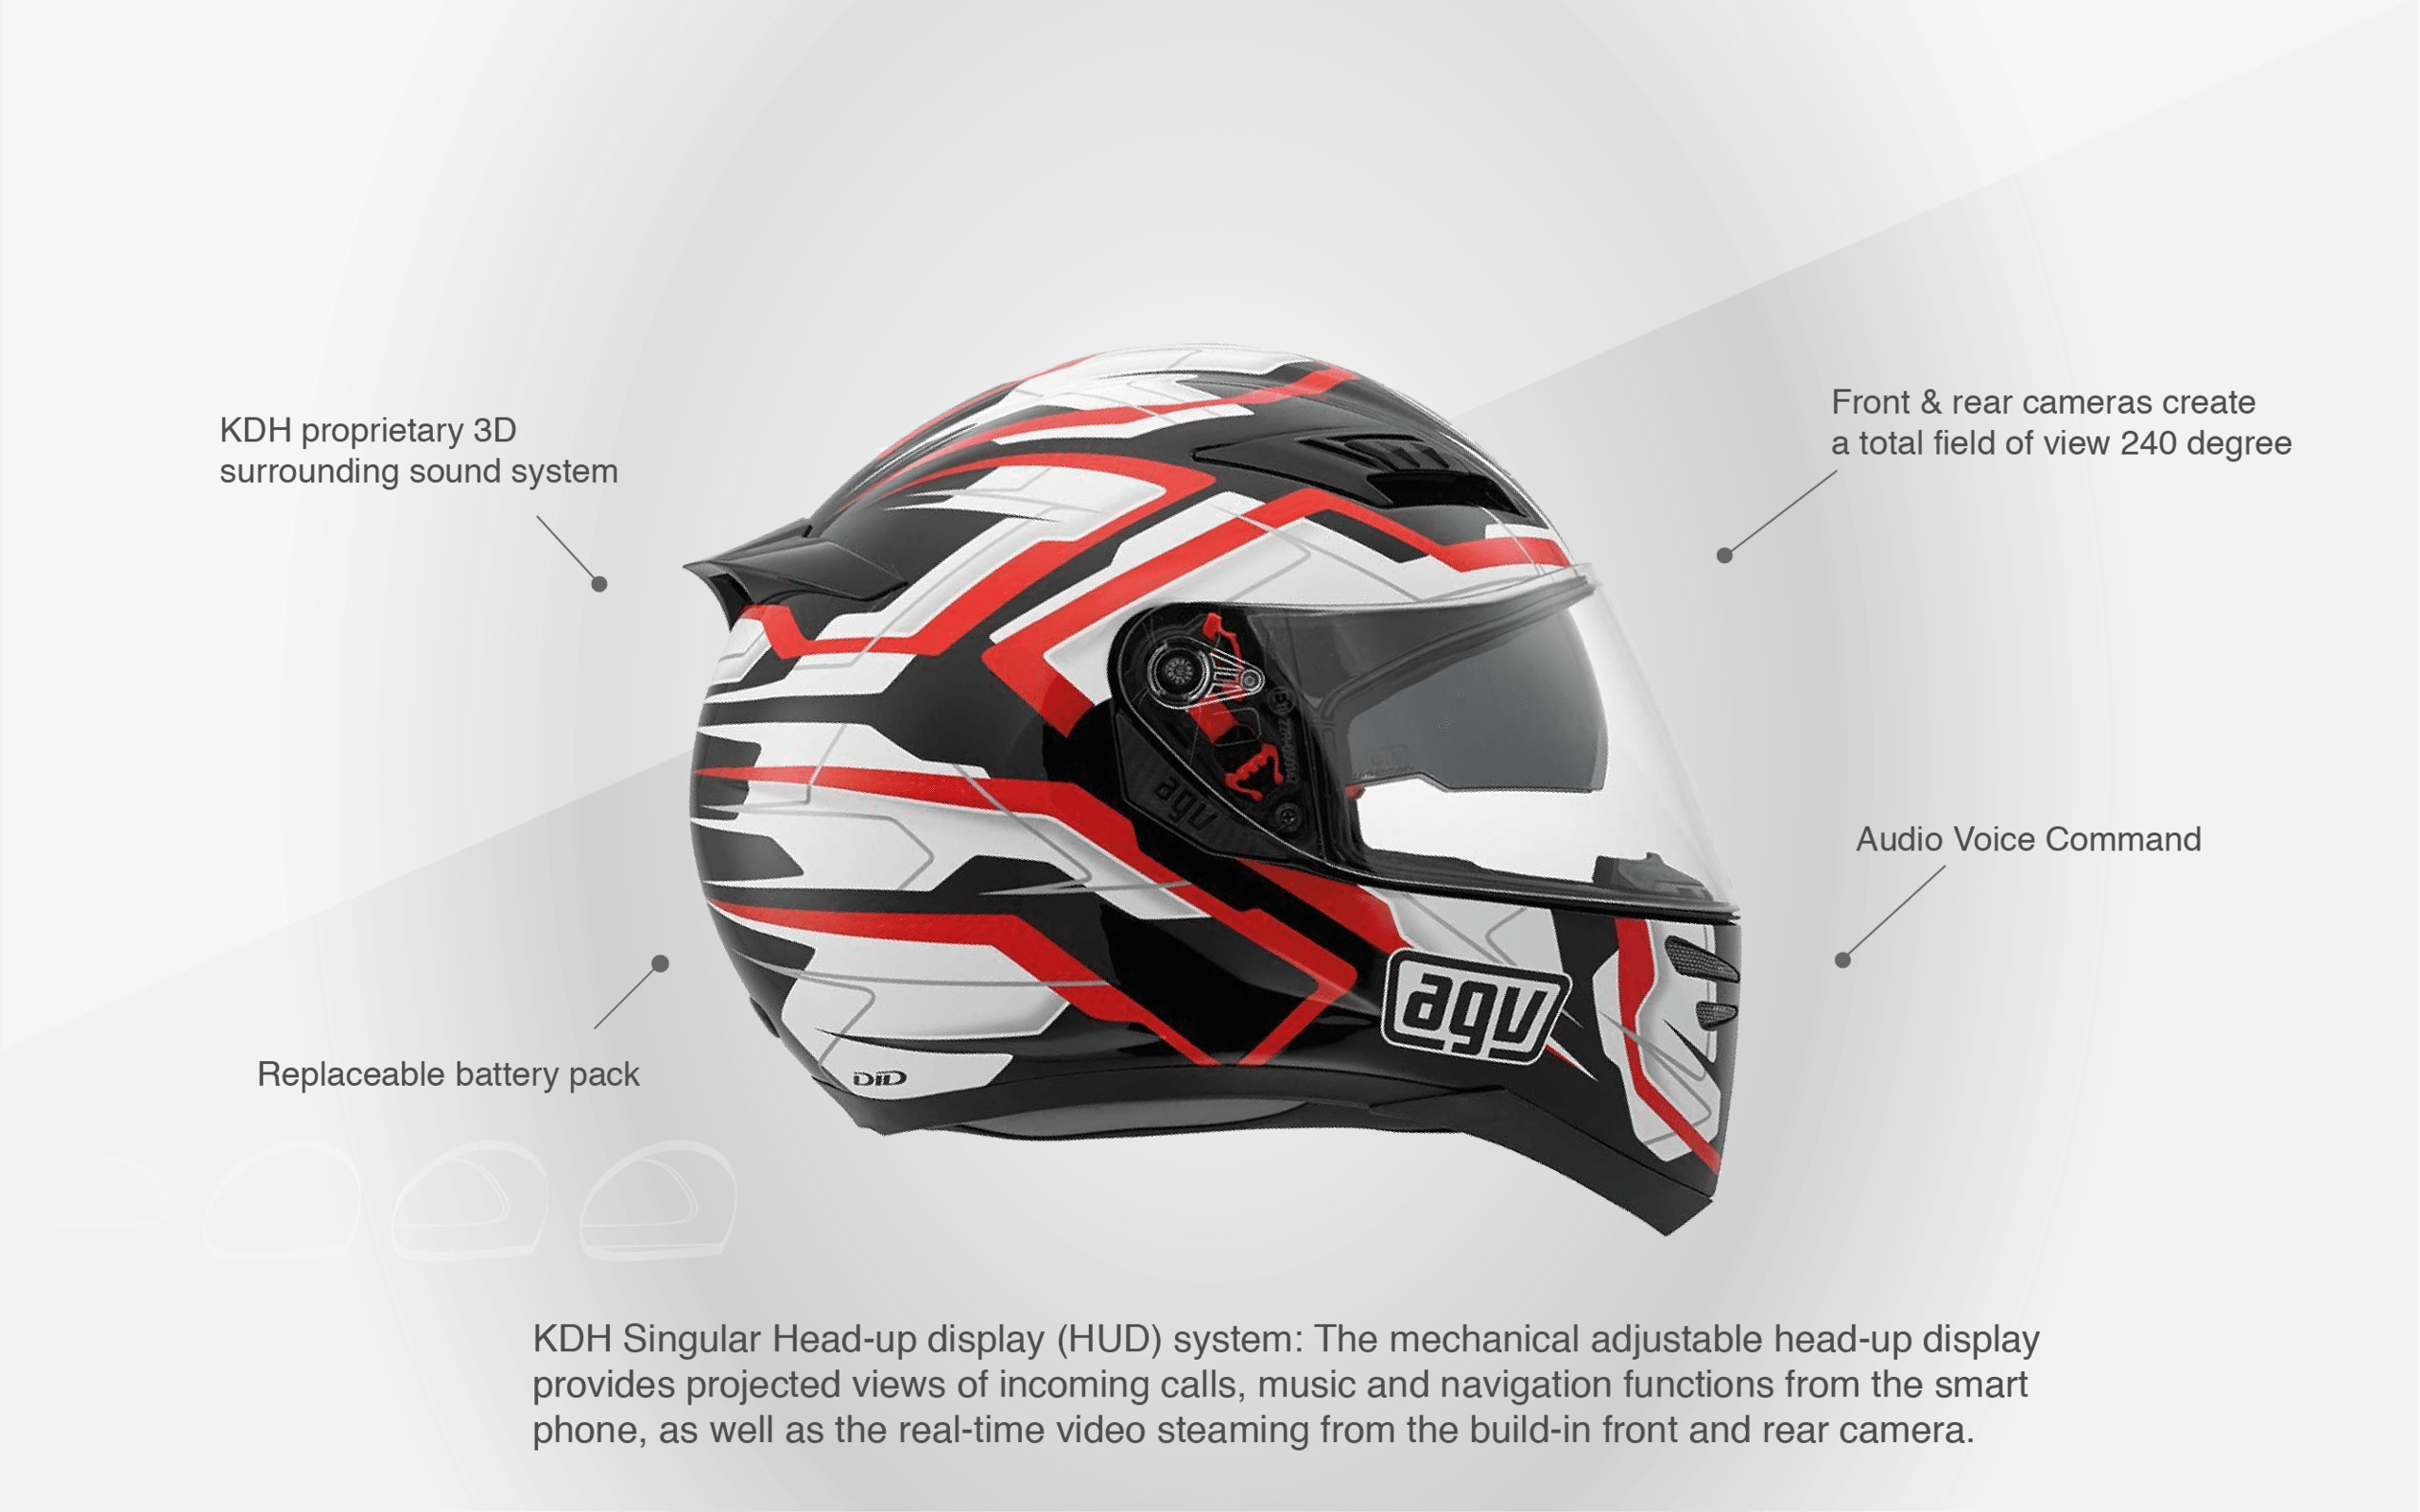 KDH proprietary 3D
surrounding sound system
Front & rear cameras create
a total field of view 240 degree
Audio Voice Command
Replaceable battery pack
agv
agv
DID
KDH Singular Head-up display (HUD) system: The mechanical adjustable head-up display
provides projected views of incoming calls, music and navigation functions from the smart
phone, as well as the real-time video steaming from the build-in front and rear camera.